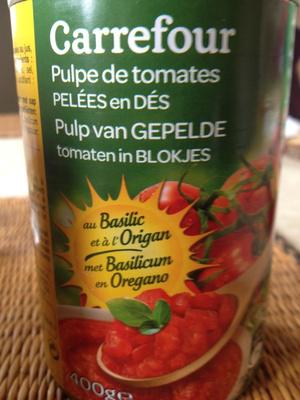 Carrefour
Pulpe de tomates
PELÉES en DÉS
Pulp van GEPELDE
tomaten in BLOKJES
au Basilic
et à l'Origan
met Basilicum
en Oregano
400g e